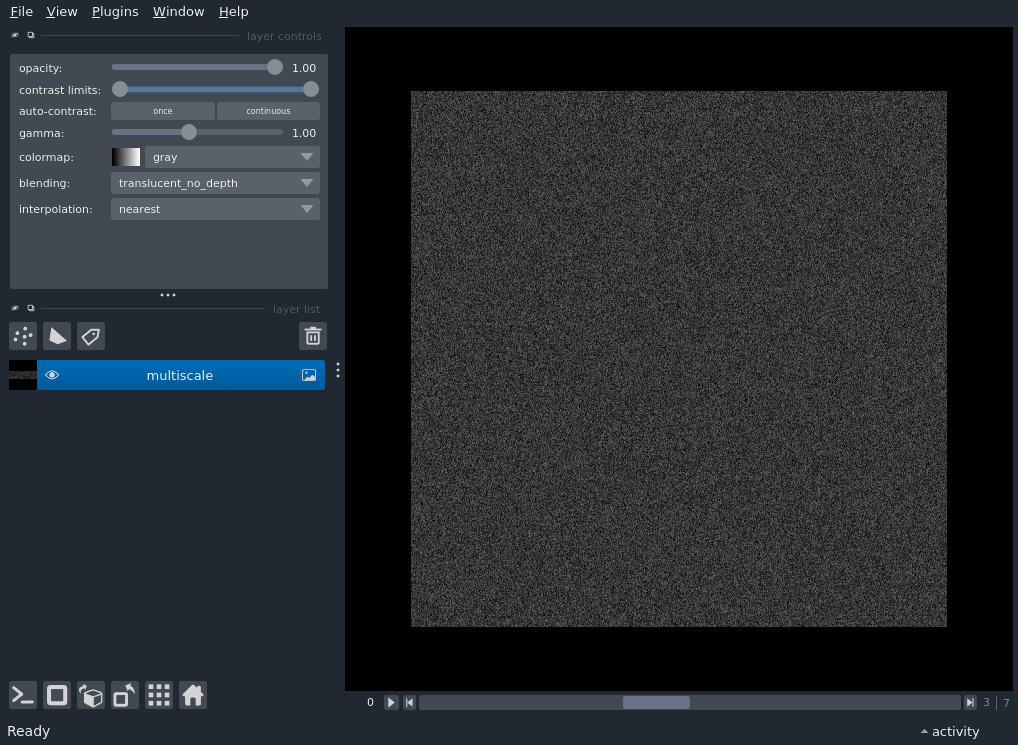 File View Plugins Window Help
layer controls
opacity: 1.00
contrast limits:
auto-contrast: once continuous
gamma: 1.00
colormap: gray
blending: translucent_no_depth
interpolation: nearest
layer list
multiscale
0 3 | 7
Ready activity